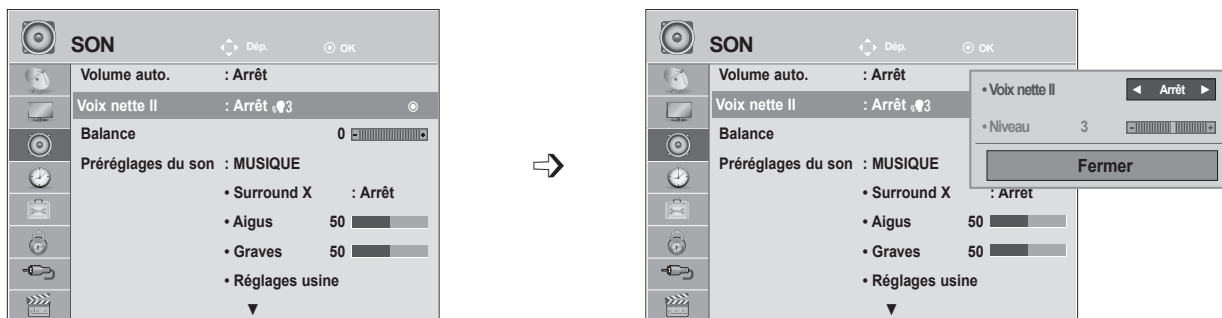 SON Dép. OK
Volume auto. : Arrêt
Voix nette II : Arrêt 3
Balance 0 - +
Préréglages du son : MUSIQUE
• Surround X : Arrêt
• Aigus 50
• Graves 50
• Réglages usine
▼
SON Dép. OK
Volume auto. : Arrêt
Voix nette II : Arrêt 3
Balance
Préréglages du son : MUSIQUE
• Surround X : Arrêt
• Aigus 50
• Graves 50
• Réglages usine
▼
• Voix nette II ◄ Arrêt ►
• Niveau 3 - +
Fermer